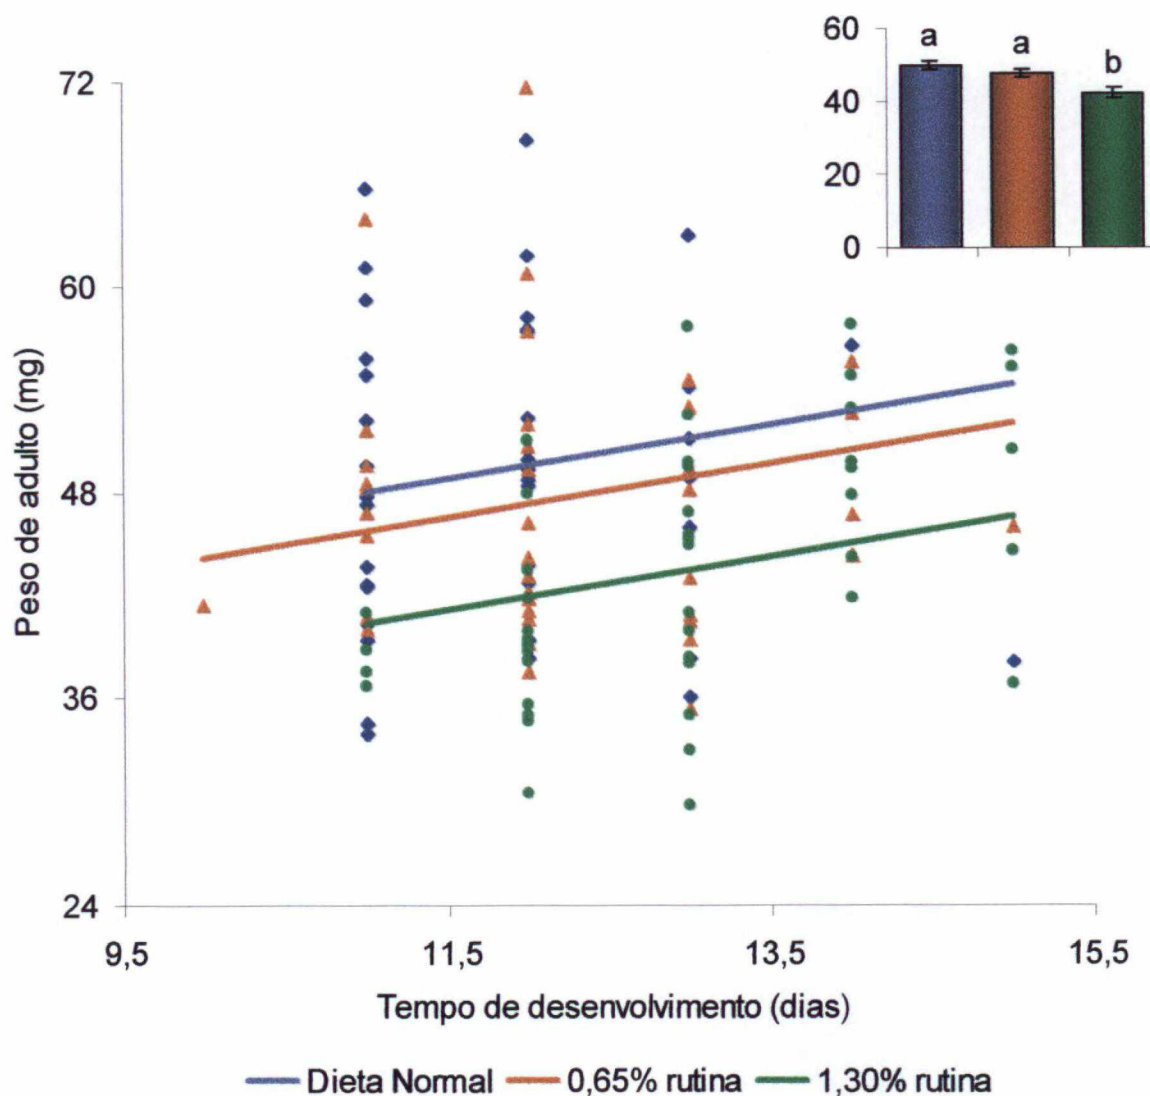 60
40
20
0
a
a
b
72
60
48
36
24
Peso de adulto (mg)
9,5
11,5
13,5
15,5
Tempo de desenvolvimento (dias)
Dieta Normal
0,65% rutina
1,30% rutina